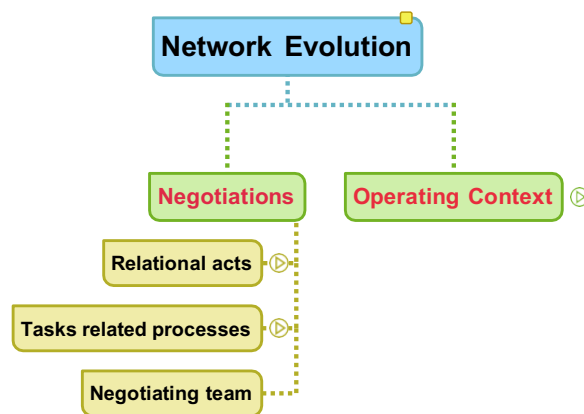 Network Evolution
Negotiations
Operating Context
Relational acts
Tasks related processes
Negotiating team